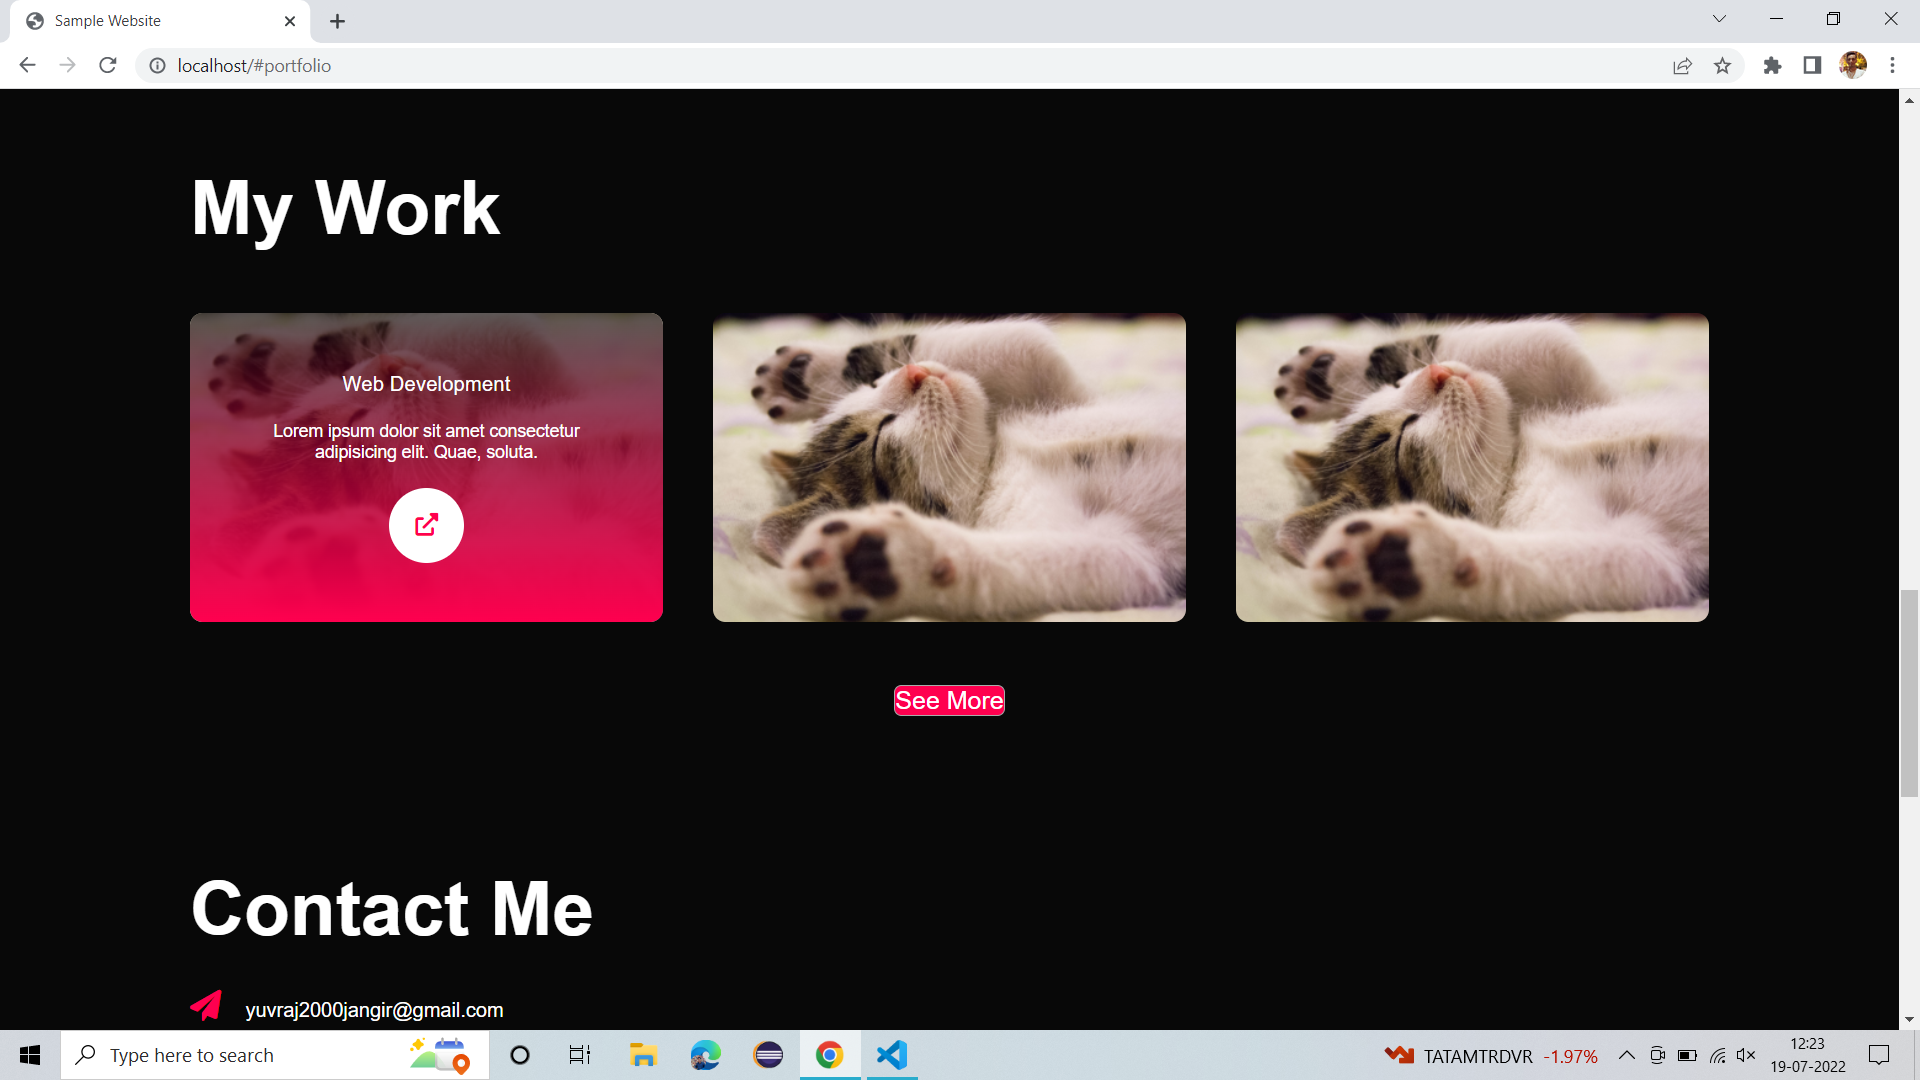 Sample Website
localhost/#portfolio
My Work
Web Development
Lorem ipsum dolor sit amet consectetur
adipisicing elit. Quae, soluta.
See More
Contact Me
yuvraj2000jangir@gmail.com
Type here to search
TATAMTRDVR -1.97%
12:23
19-07-2022